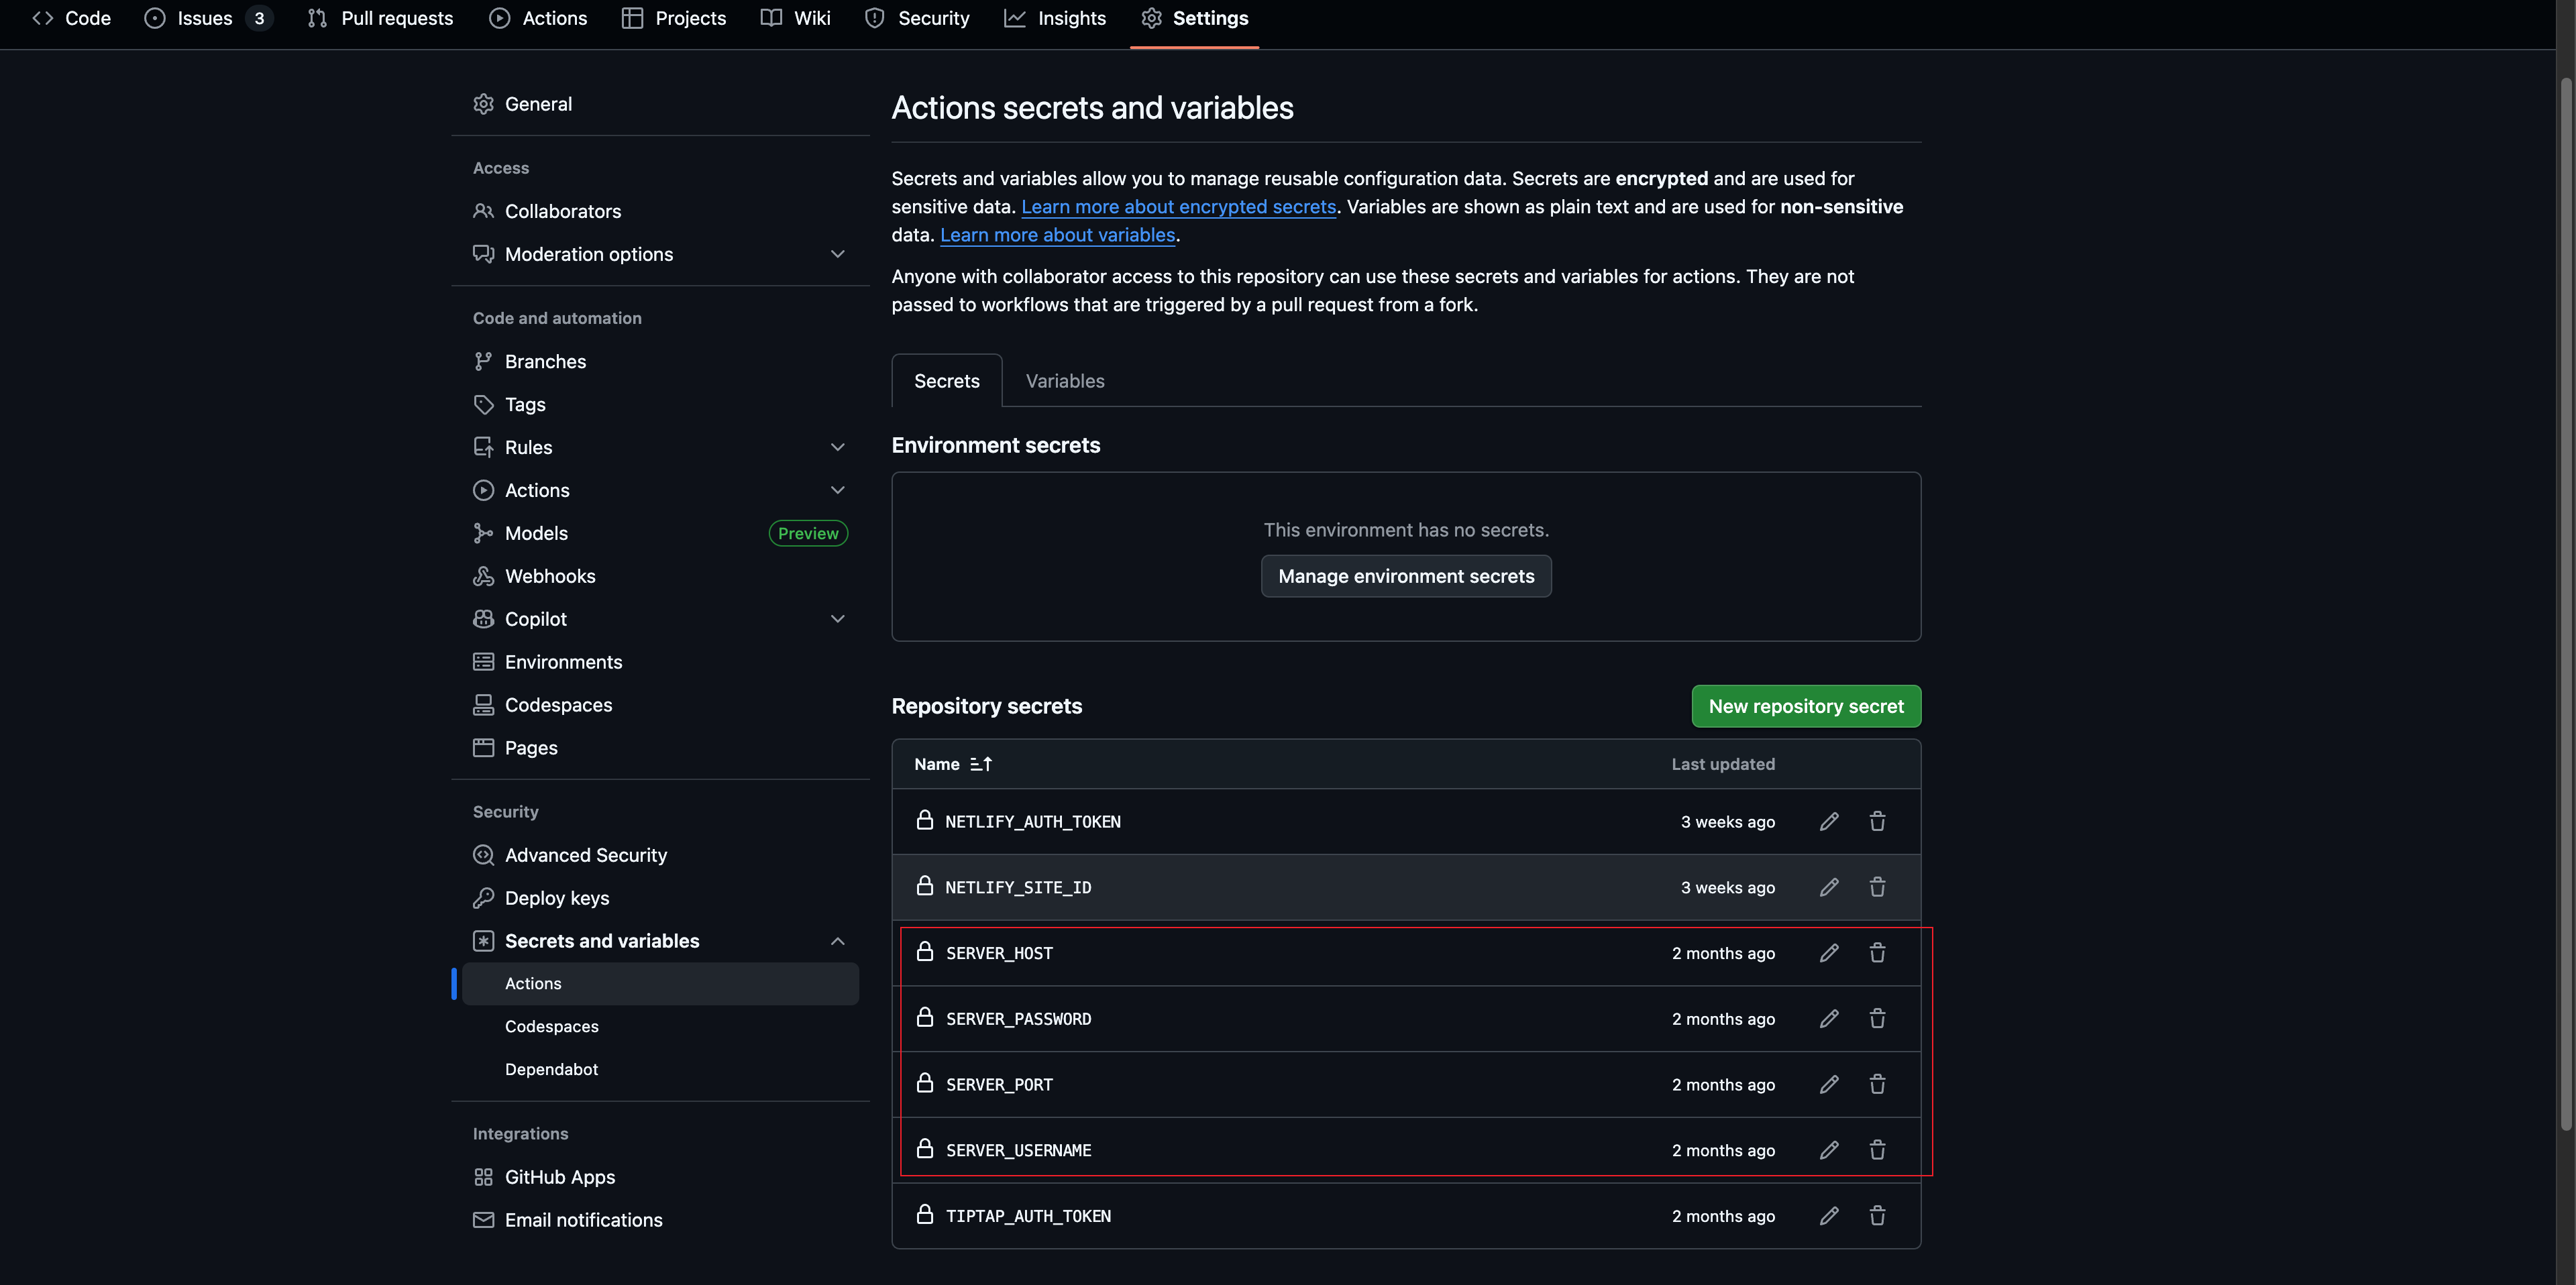 Code
Issues 3
Pull requests
Actions
Projects
Wiki
Security
Insights
Settings
General
Access
Collaborators
Moderation options
Code and automation
Branches
Tags
Rules
Actions
Models Preview
Webhooks
Copilot
Environments
Codespaces
Pages
Security
Advanced Security
Deploy keys
Secrets and variables
Actions
Codespaces
Dependabot
Integrations
GitHub Apps
Email notifications
Actions secrets and variables
Secrets and variables allow you to manage reusable configuration data. Secrets are encrypted and are used for
sensitive data. Learn more about encrypted secrets. Variables are shown as plain text and are used for non-sensitive
data. Learn more about variables.
Anyone with collaborator access to this repository can use these secrets and variables for actions. They are not
passed to workflows that are triggered by a pull request from a fork.
Secrets Variables
Environment secrets
This environment has no secrets.
Manage environment secrets
Repository secrets New repository secret
Name Last updated
NETLIFY_AUTH_TOKEN 3 weeks ago
NETLIFY_SITE_ID 3 weeks ago
SERVER_HOST 2 months ago
SERVER_PASSWORD 2 months ago
SERVER_PORT 2 months ago
SERVER_USERNAME 2 months ago
TIPTAP_AUTH_TOKEN 2 months ago